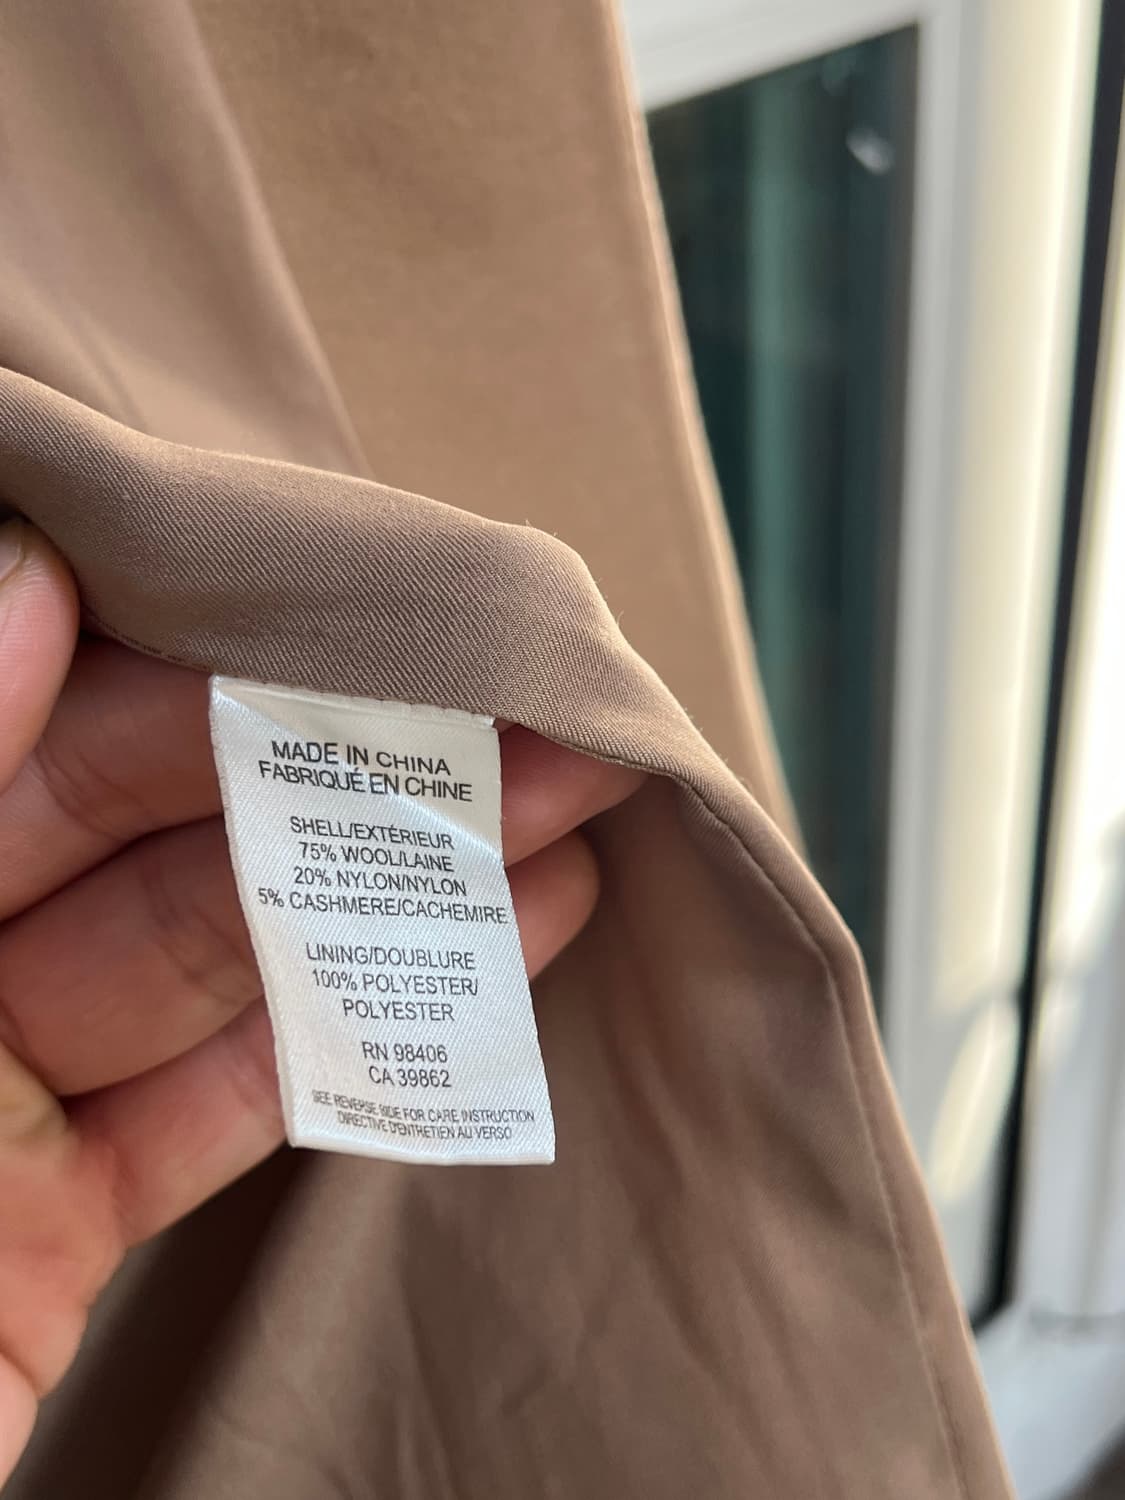 MADE IN CHINA
FABRIQUÉ EN CHINE
SHELL/EXTÉRIEUR
75% WOOL/LAINE
20% NYLON/NYLON
5% CASHMERE/CACHEMIRE
LINING/DOUBLURE
100% POLYESTER/
POLYESTER
RN 98406
CA 39862
SEE REVERSE SIDE FOR CARE INSTRUCTION
DIRECTIVE D'ENTRETIEN AU VERSO